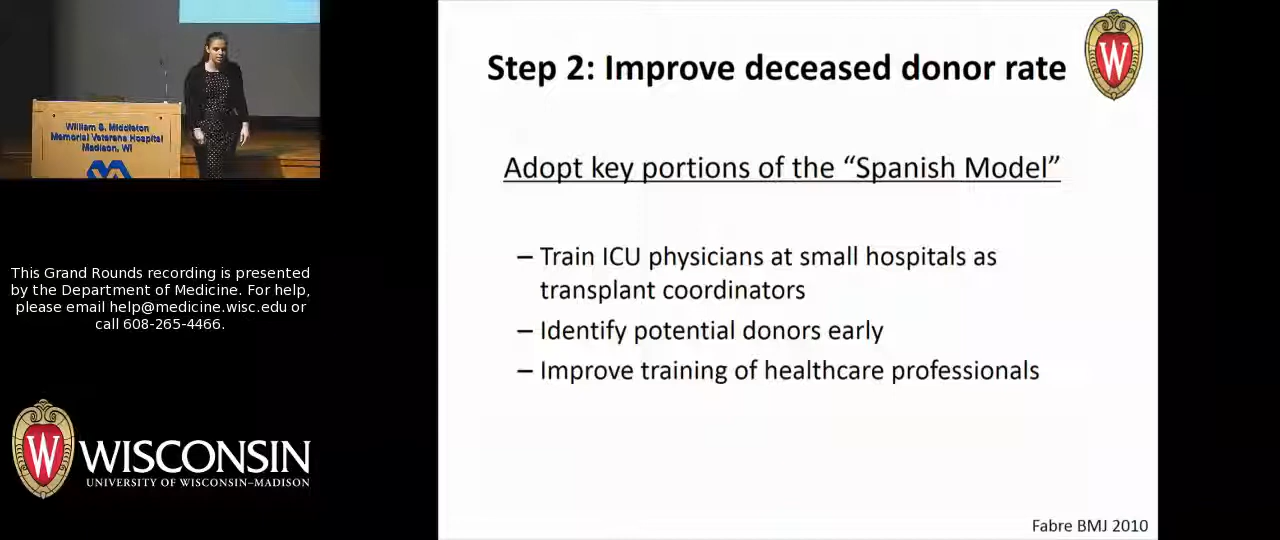 William S. Middleton
Memorial Veterans Hospital
Madison, WI
This Grand Rounds recording is presented
by the Department of Medicine. For help,
please email help@medicine.wisc.edu or
call 608-265-4466.
W WISCONSIN
UNIVERSITY OF WISCONSIN–MADISON
W
Step 2: Improve deceased donor rate
Adopt key portions of the “Spanish Model”
– Train ICU physicians at small hospitals as
transplant coordinators
– Identify potential donors early
– Improve training of healthcare professionals
Fabre BMJ 2010